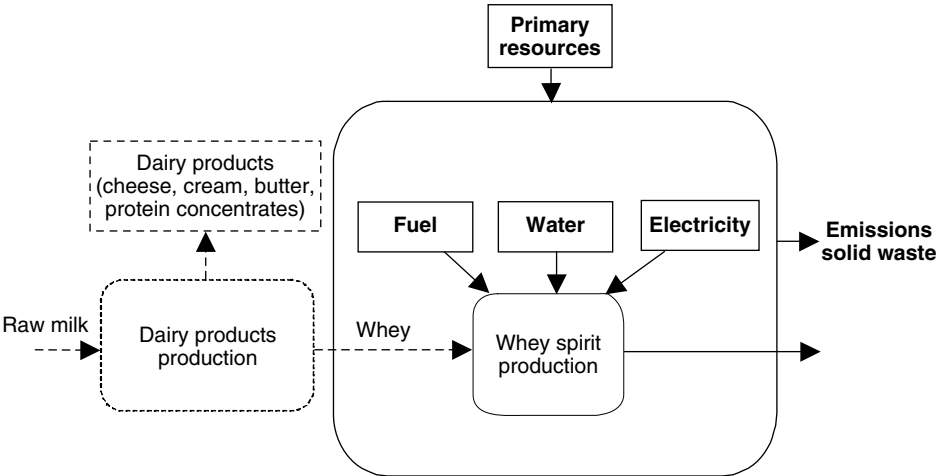 Primary
resources
Dairy products
(cheese, cream, butter,
protein concentrates)
Fuel
Water
Electricity
Emissions
solid waste
Raw milk
Dairy products
production
Whey
Whey spirit
production